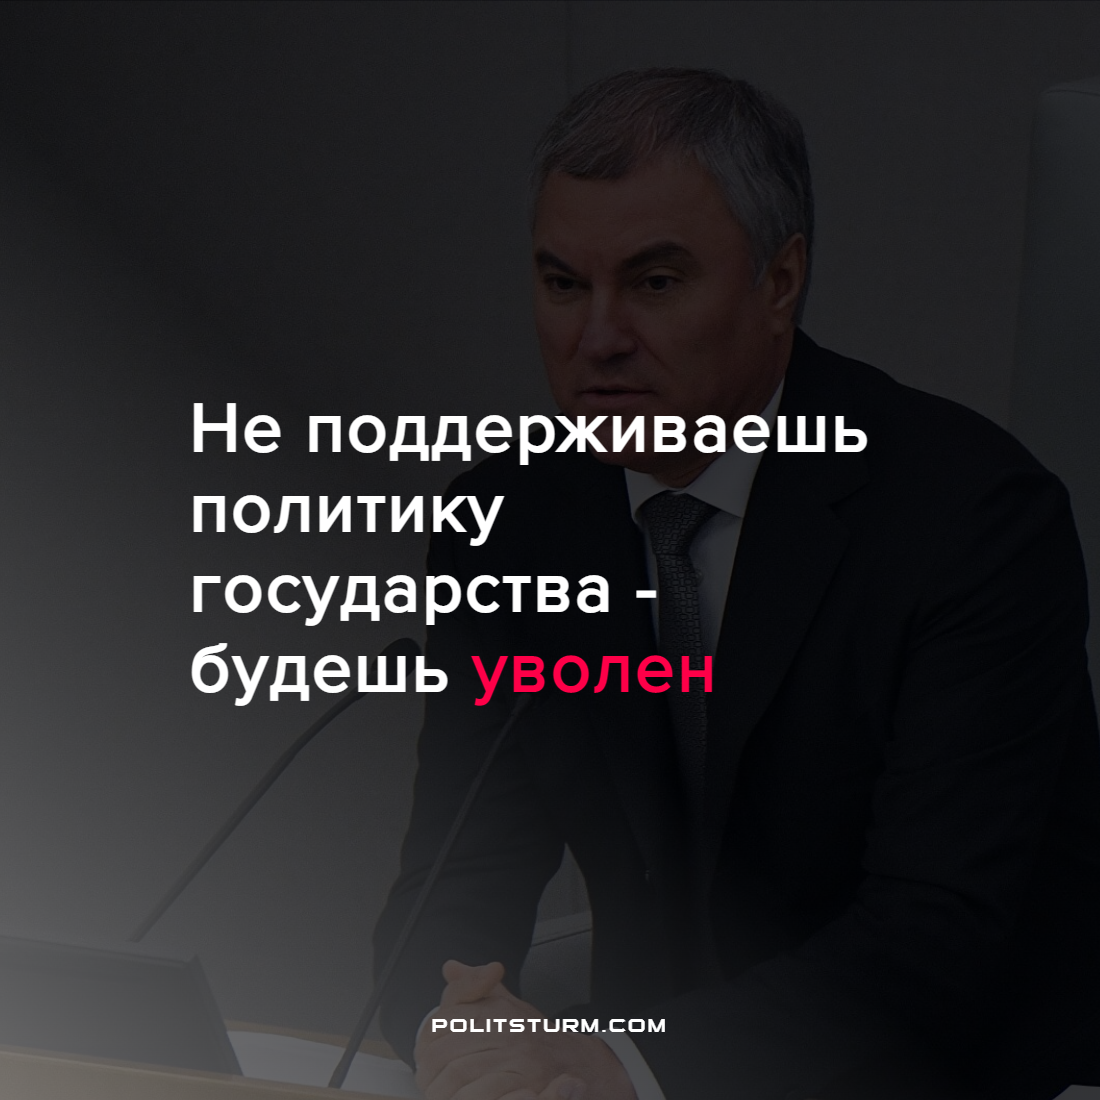 Не поддерживаешь
политику
государства -
будешь уволен
POLITSTURM.COM